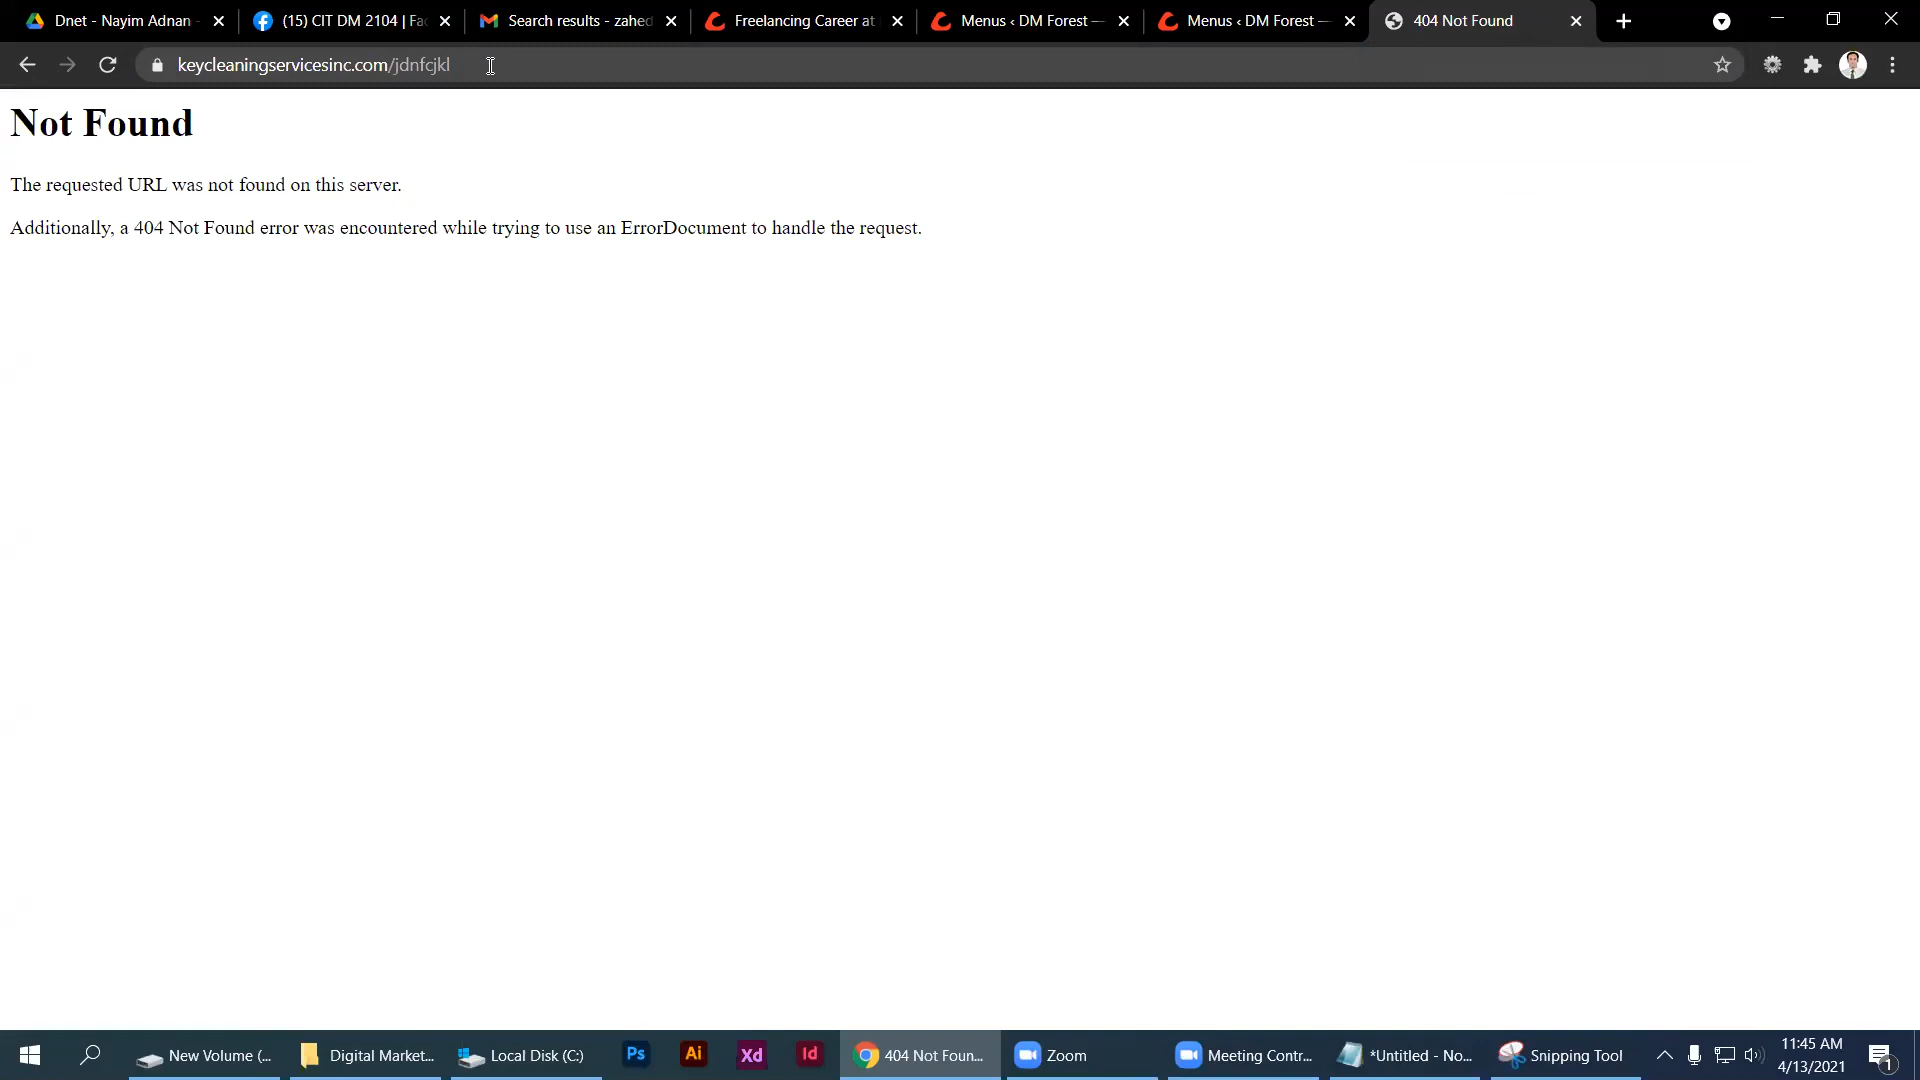 Dnet - Nayim Adnan -
(15) CIT DM 2104 | Fac
Search results - zahed
Freelancing Career at
Menus ‹ DM Forest —
Menus ‹ DM Forest —
404 Not Found
keycleaningservicesinc.com/jdnfcjkl
Not Found
The requested URL was not found on this server.
Additionally, a 404 Not Found error was encountered while trying to use an ErrorDocument to handle the request.
New Volume (...
Digital Market...
Local Disk (C:)
Ps
Ai
Xd
Id
404 Not Foun...
Zoom
Meeting Contr...
*Untitled - No...
Snipping Tool
11:45 AM
4/13/2021
1